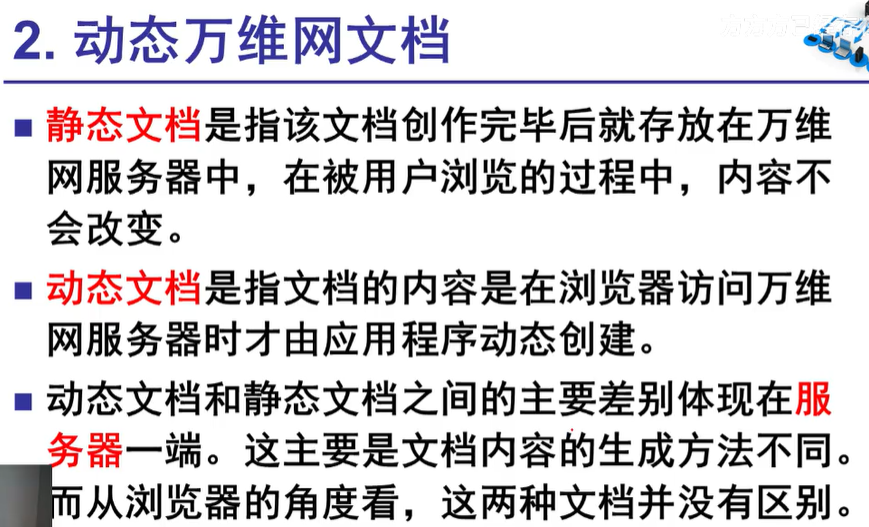 2. 动态万维网文档
静态文档是指该文档创作完毕后就存放在万维
网服务器中，在被用户浏览的过程中，内容不
会改变。
动态文档是指文档的内容是在浏览器访问万维
网服务器时才由应用程序动态创建。
动态文档和静态文档之间的主要差别体现在服
务器一端。这主要是文档内容的生成方法不同。
而从浏览器的角度看，这两种文档并没有区别。